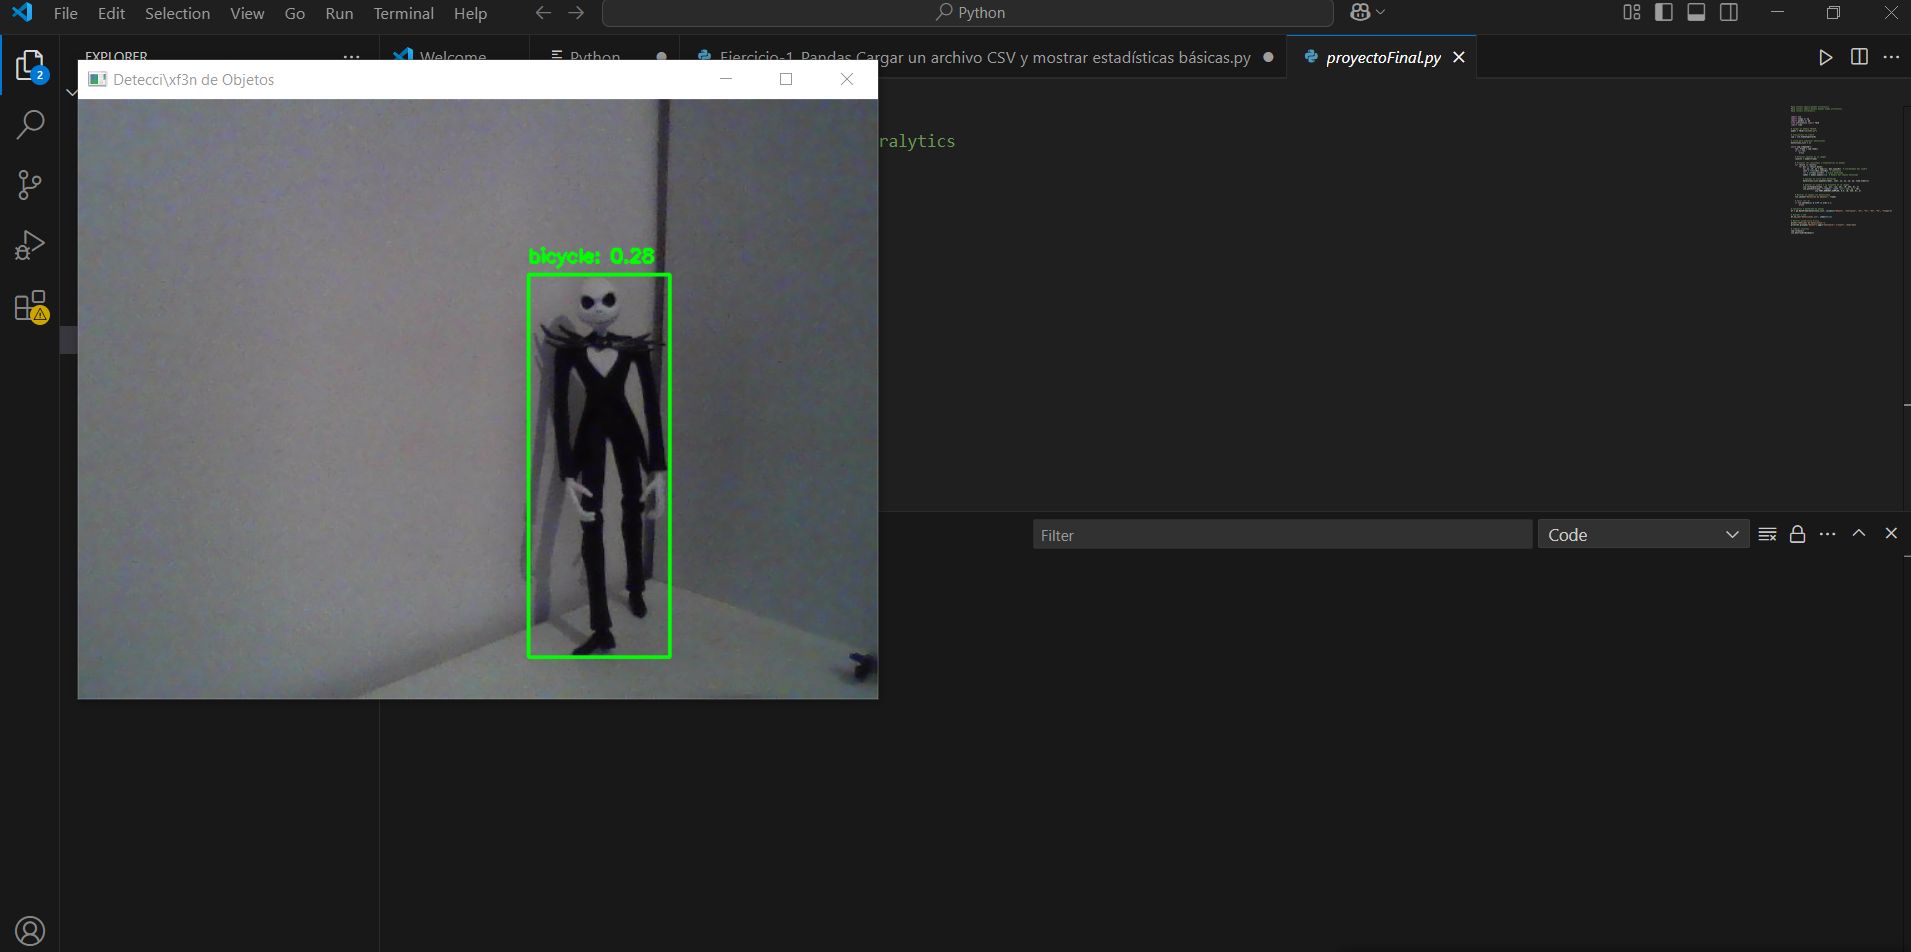 File Edit Selection View Go Run Terminal Help
Python
EXPLORER
Welcome
Python
Ejercicio-1 Pandas Cargar un archivo CSV y mostrar estadísticas básicas.py
proyectoFinal.py
2
Detecci\xf3n de Objetos
ralytics
bicycle: 0.28
Filter
Code